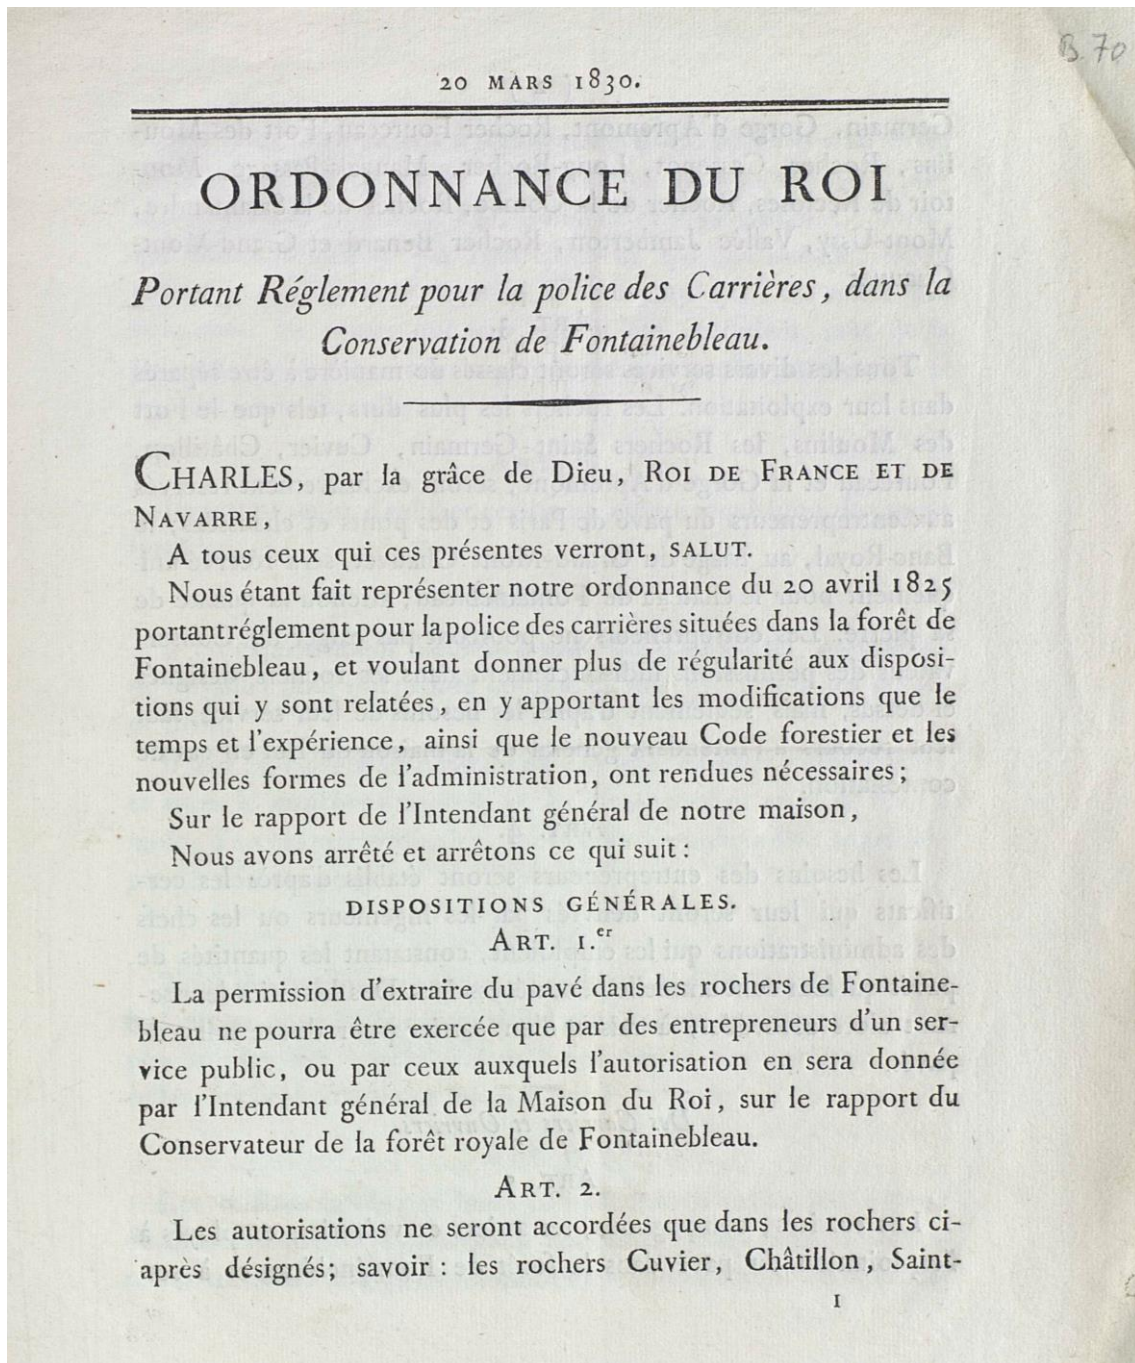 B. 70
20 MARS 1830.
ORDONNANCE DU ROI
Portant Réglement pour la police des Carrières, dans la
Conservation de Fontainebleau.
CHARLES, par la grâce de Dieu, ROI DE FRANCE ET DE
NAVARRE,
A tous ceux qui ces présentes verront, SALUT.
Nous étant fait représenter notre ordonnance du 20 avril 1825
portant réglement pour la police des carrières situées dans la forêt de
Fontainebleau, et voulant donner plus de régularité aux disposi-
tions qui y sont relatées, en y apportant les modifications que le
temps et l'expérience, ainsi que le nouveau Code forestier et les
nouvelles formes de l'administration, ont rendues nécessaires;
Sur le rapport de l'Intendant général de notre maison,
Nous avons arrêté et arrêtons ce qui suit:
DISPOSITIONS GÉNÉRALES.
ART. 1.er
La permission d'extraire du pavé dans les rochers de Fontaine-
bleau ne pourra être exercée que par des entrepreneurs d'un ser-
vice public, ou par ceux auxquels l'autorisation en sera donnée
par l'Intendant général de la Maison du Roi, sur le rapport du
Conservateur de la forêt royale de Fontainebleau.
ART. 2.
Les autorisations ne seront accordées que dans les rochers ci-
après désignés; savoir : les rochers Cuvier, Châtillon, Saint-
1